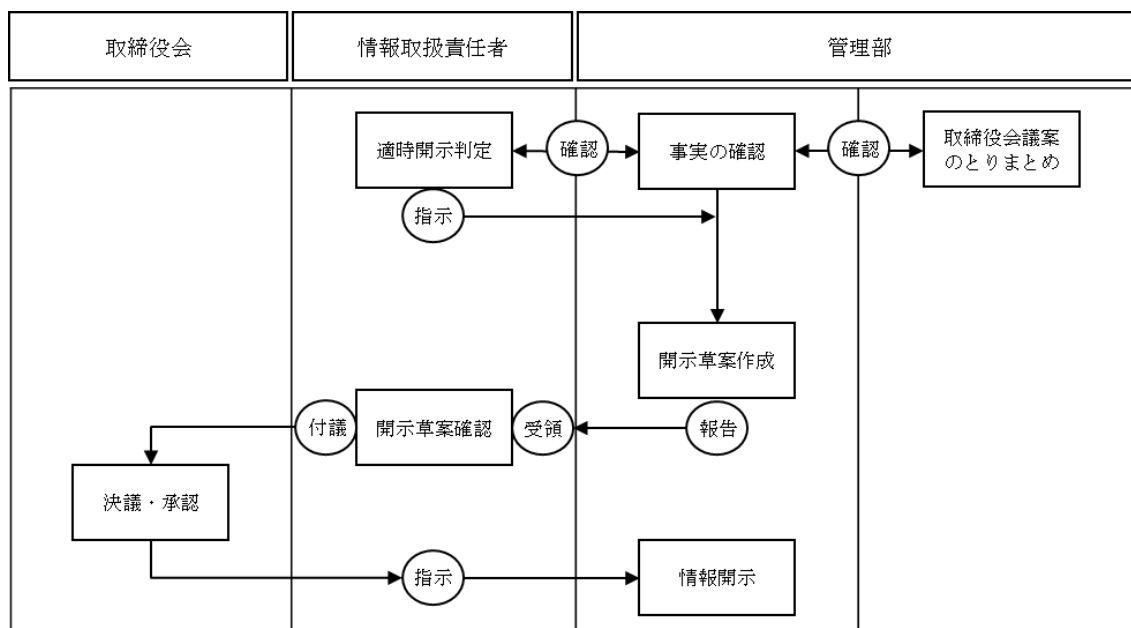 取締役会
情報取扱責任者
管理部
適時開示判定
確認
事実の確認
確認
取締役会議案
のとりまとめ
指示
開示草案作成
付議
開示草案確認
受領
報告
決議・承認
指示
情報開示